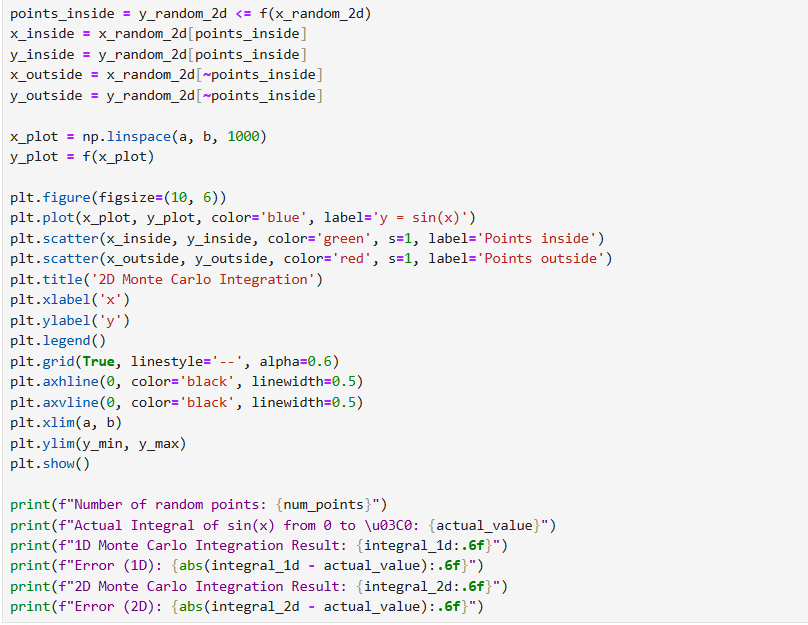 points_inside = y_random_2d <= f(x_random_2d)
x_inside = x_random_2d[points_inside]
y_inside = y_random_2d[points_inside]
x_outside = x_random_2d[~points_inside]
y_outside = y_random_2d[~points_inside]
x_plot = np.linspace(a, b, 1000)
y_plot = f(x_plot)
plt.figure(figsize=(10, 6))
plt.plot(x_plot, y_plot, color='blue', label='y = sin(x)')
plt.scatter(x_inside, y_inside, color='green', s=1, label='Points inside')
plt.scatter(x_outside, y_outside, color='red', s=1, label='Points outside')
plt.title('2D Monte Carlo Integration')
plt.xlabel('x')
plt.ylabel('y')
plt.legend()
plt.grid(True, linestyle='--', alpha=0.6)
plt.axhline(0, color='black', linewidth=0.5)
plt.axvline(0, color='black', linewidth=0.5)
plt.xlim(a, b)
plt.ylim(y_min, y_max)
plt.show()
print(f"Number of random points: {num_points}")
print(f"Actual Integral of sin(x) from 0 to \u03C0: {actual_value}")
print(f"1D Monte Carlo Integration Result: {integral_1d:.6f}")
print(f"Error (1D): {abs(integral_1d - actual_value):.6f}")
print(f"2D Monte Carlo Integration Result: {integral_2d:.6f}")
print(f"Error (2D): {abs(integral_2d - actual_value):.6f}")